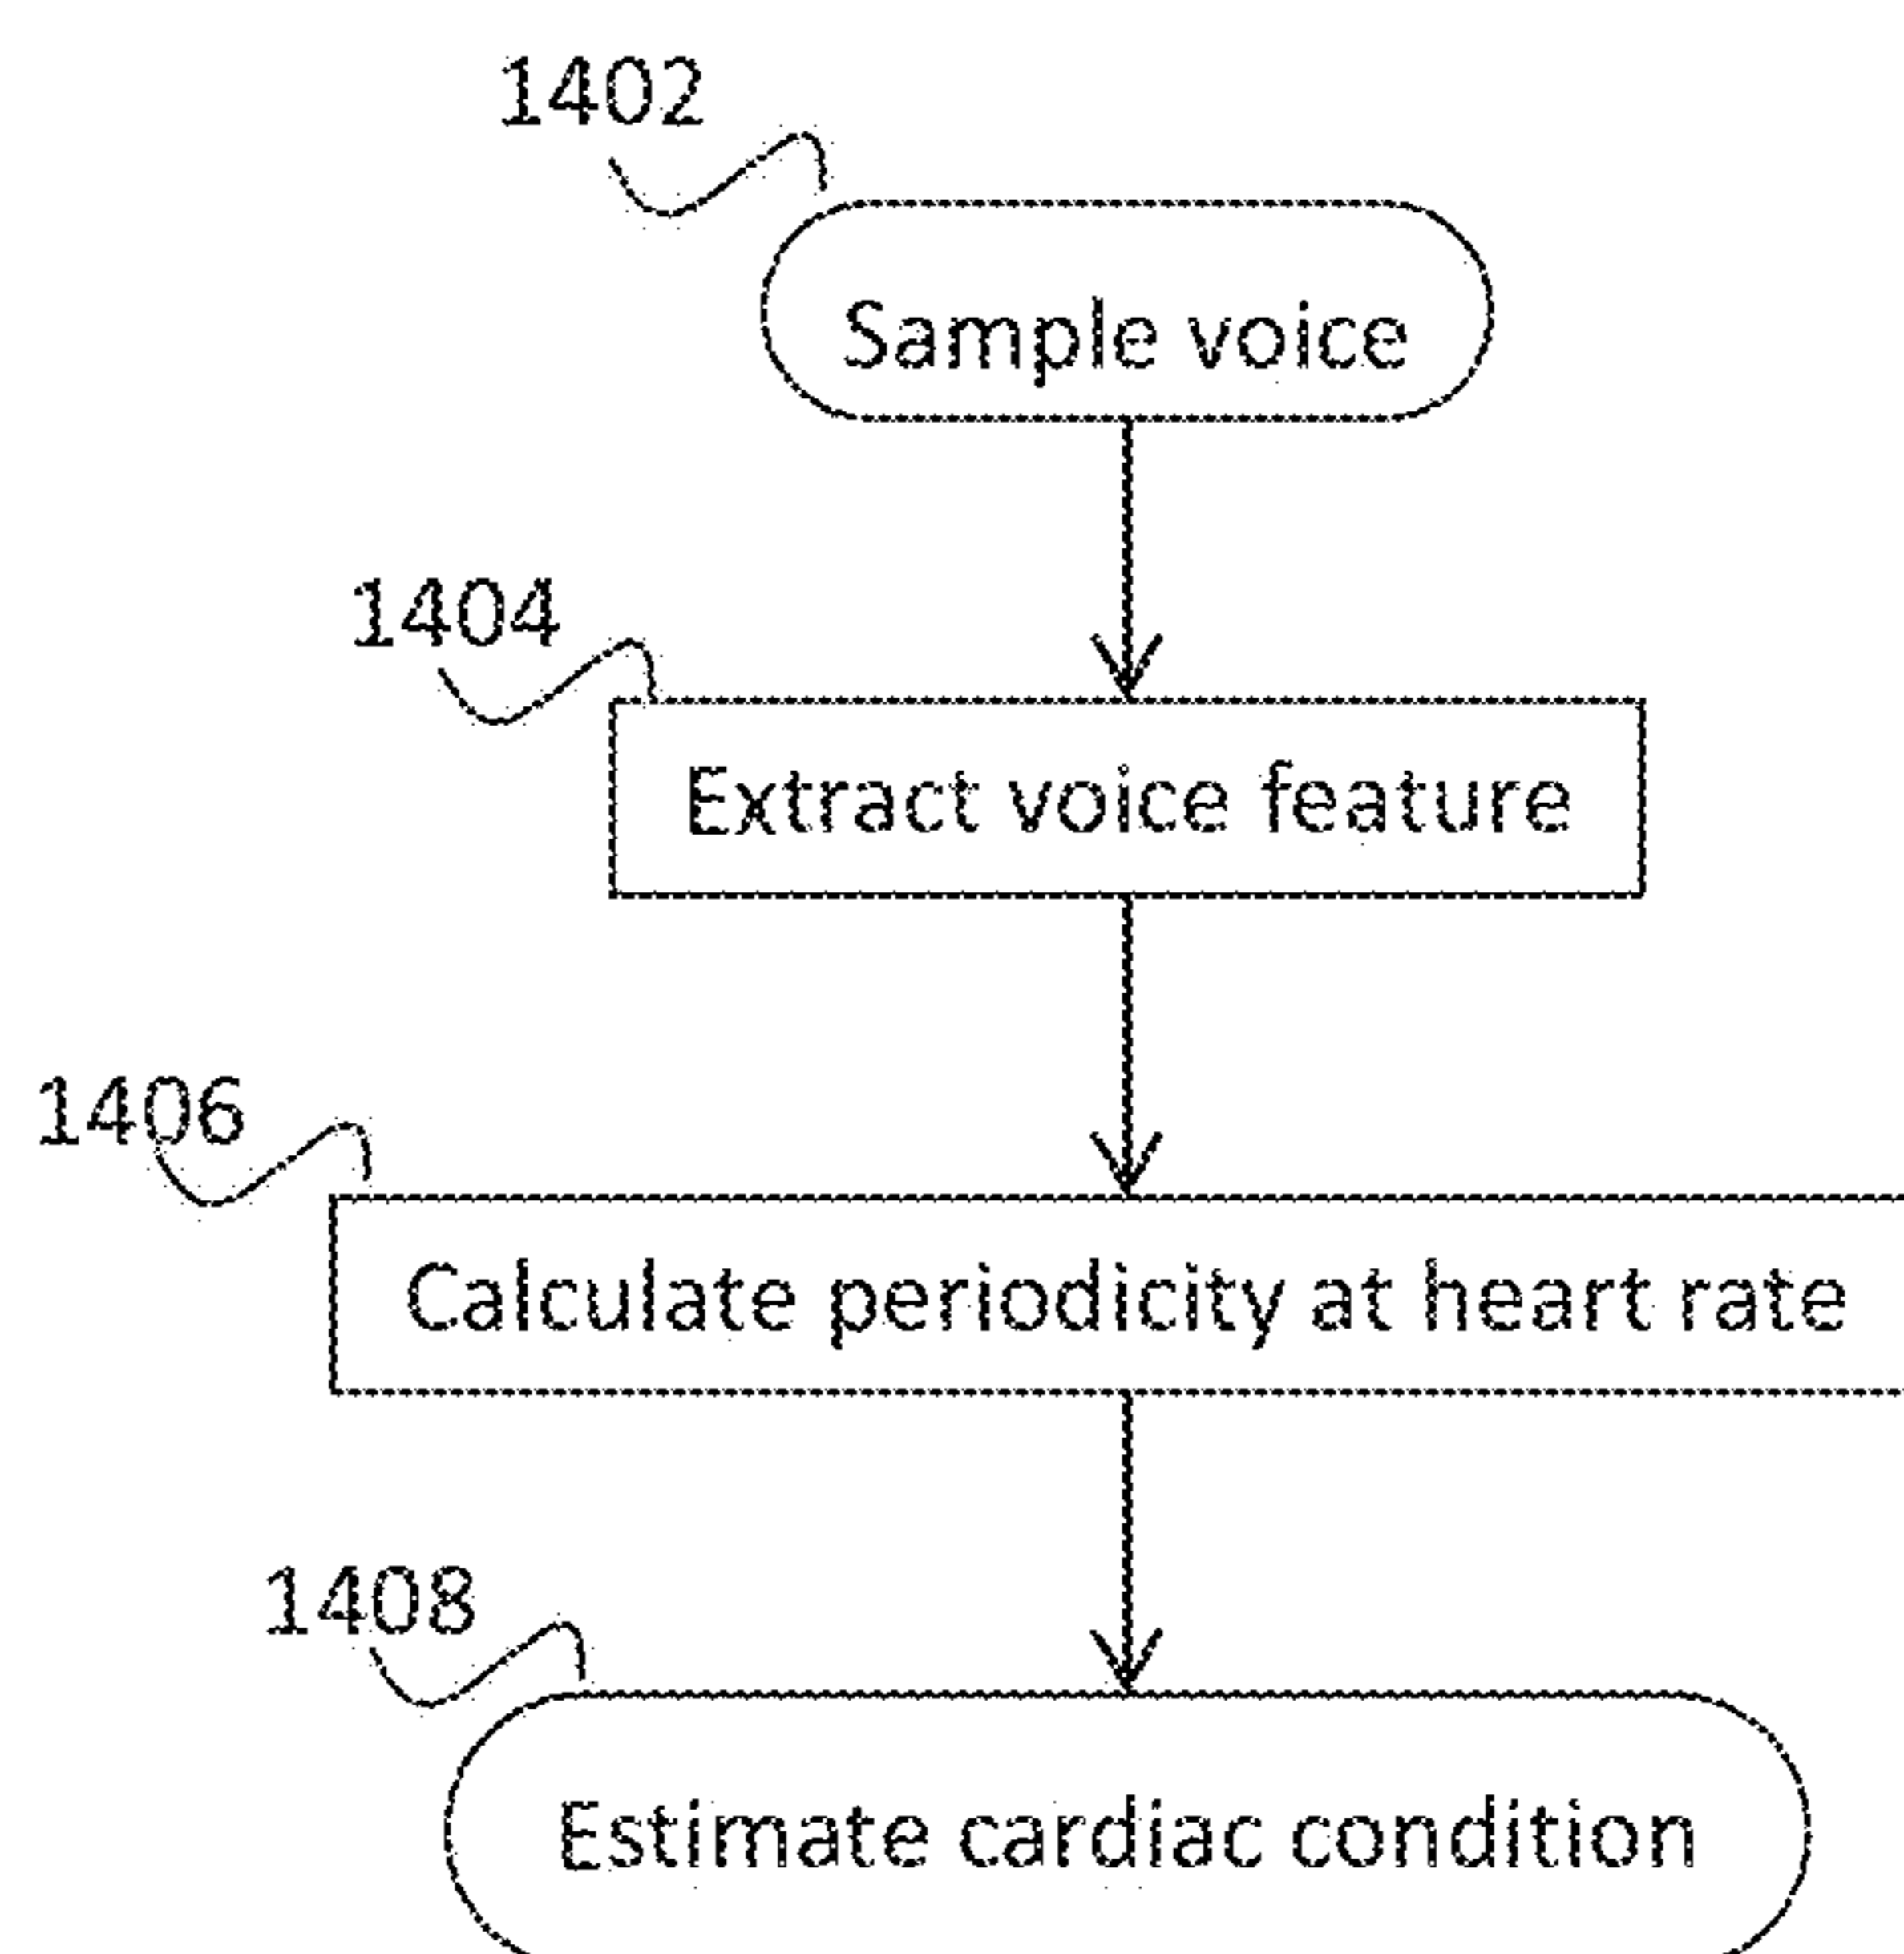 1402
Sample voice
1404
Extract voice feature
1406
Calculate periodicity at heart rate
1408
Estimate cardiac condition